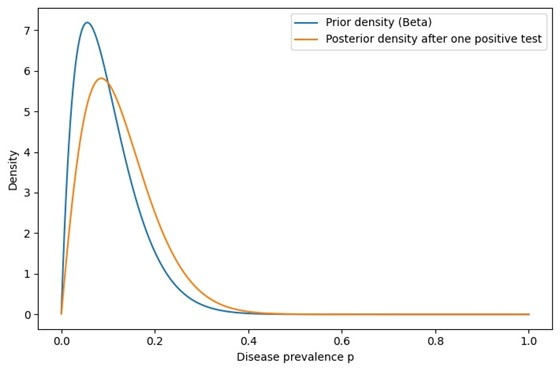 Prior density (Beta)
Posterior density after one positive test
7
6
5
4
3
2
1
0
Density
0.0 0.2 0.4 0.6 0.8 1.0
Disease prevalence p